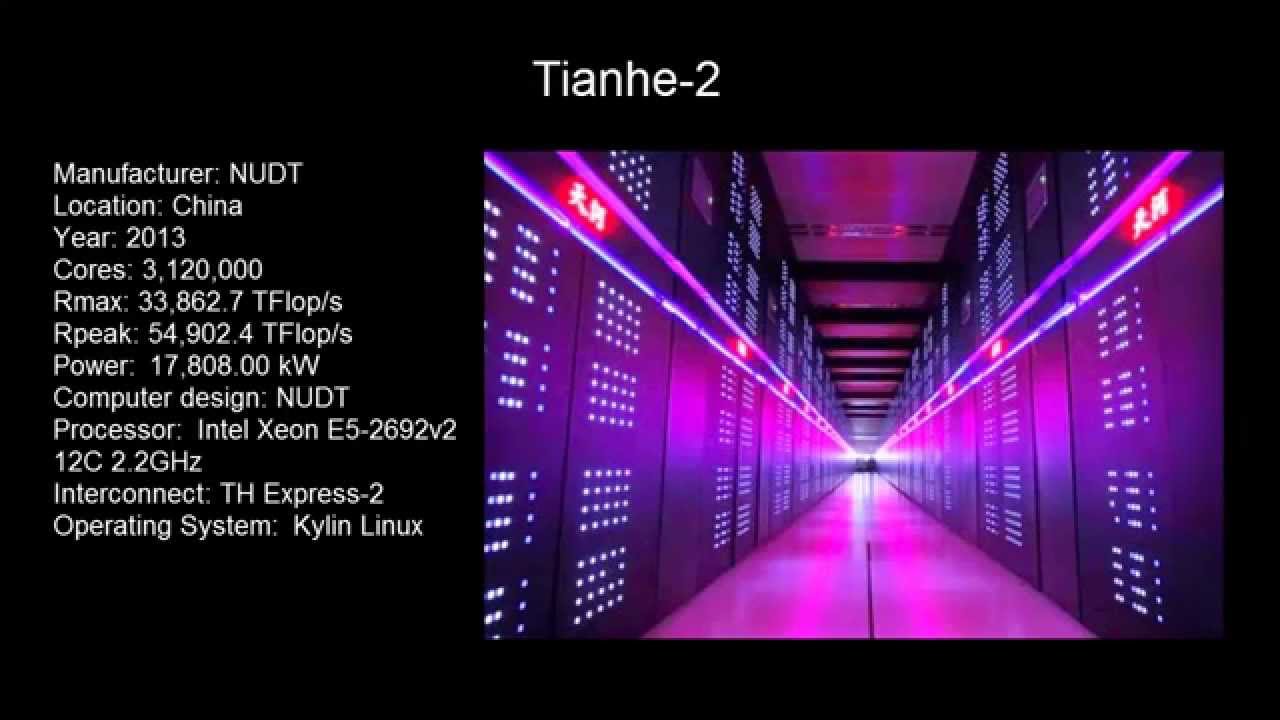 Tianhe-2
Manufacturer: NUDT
Location: China
Year: 2013
Cores: 3,120,000
Rmax: 33,862.7 TFlop/s
Rpeak: 54,902.4 TFlop/s
Power:  17,808.00 kW
Computer design: NUDT
Processor:  Intel Xeon E5-2692v2
12C 2.2GHz
Interconnect: TH Express-2
Operating System:  Kylin Linux
天河
天河